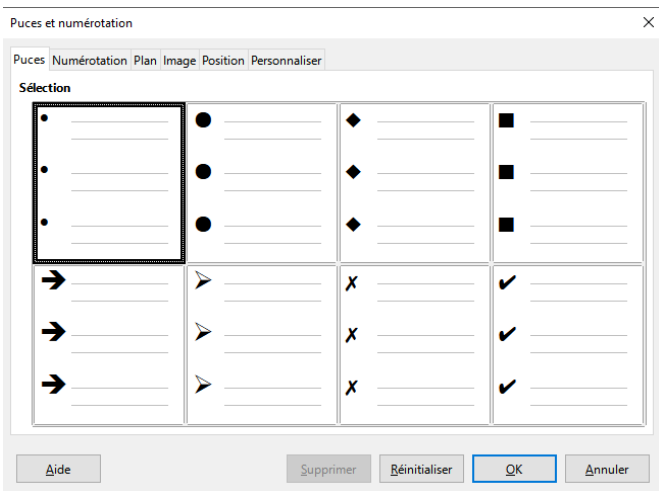 Puces et numérotation
Puces Numérotation Plan Image Position Personnaliser
Sélection
Aide Supprimer Réinitialiser OK Annuler